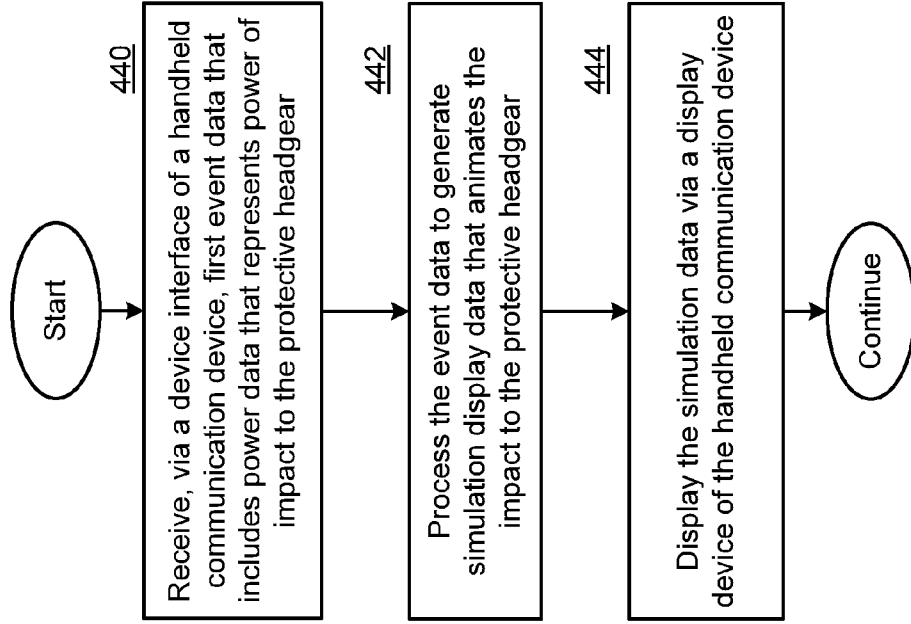 Start
440
Receive, via a device interface of a handheld
communication device, first event data that
includes power data that represents power of
impact to the protective headgear
442
Process the event data to generate
simulation display data that animates the
impact to the protective headgear
444
Display the simulation data via a display
device of the handheld communication device
Continue